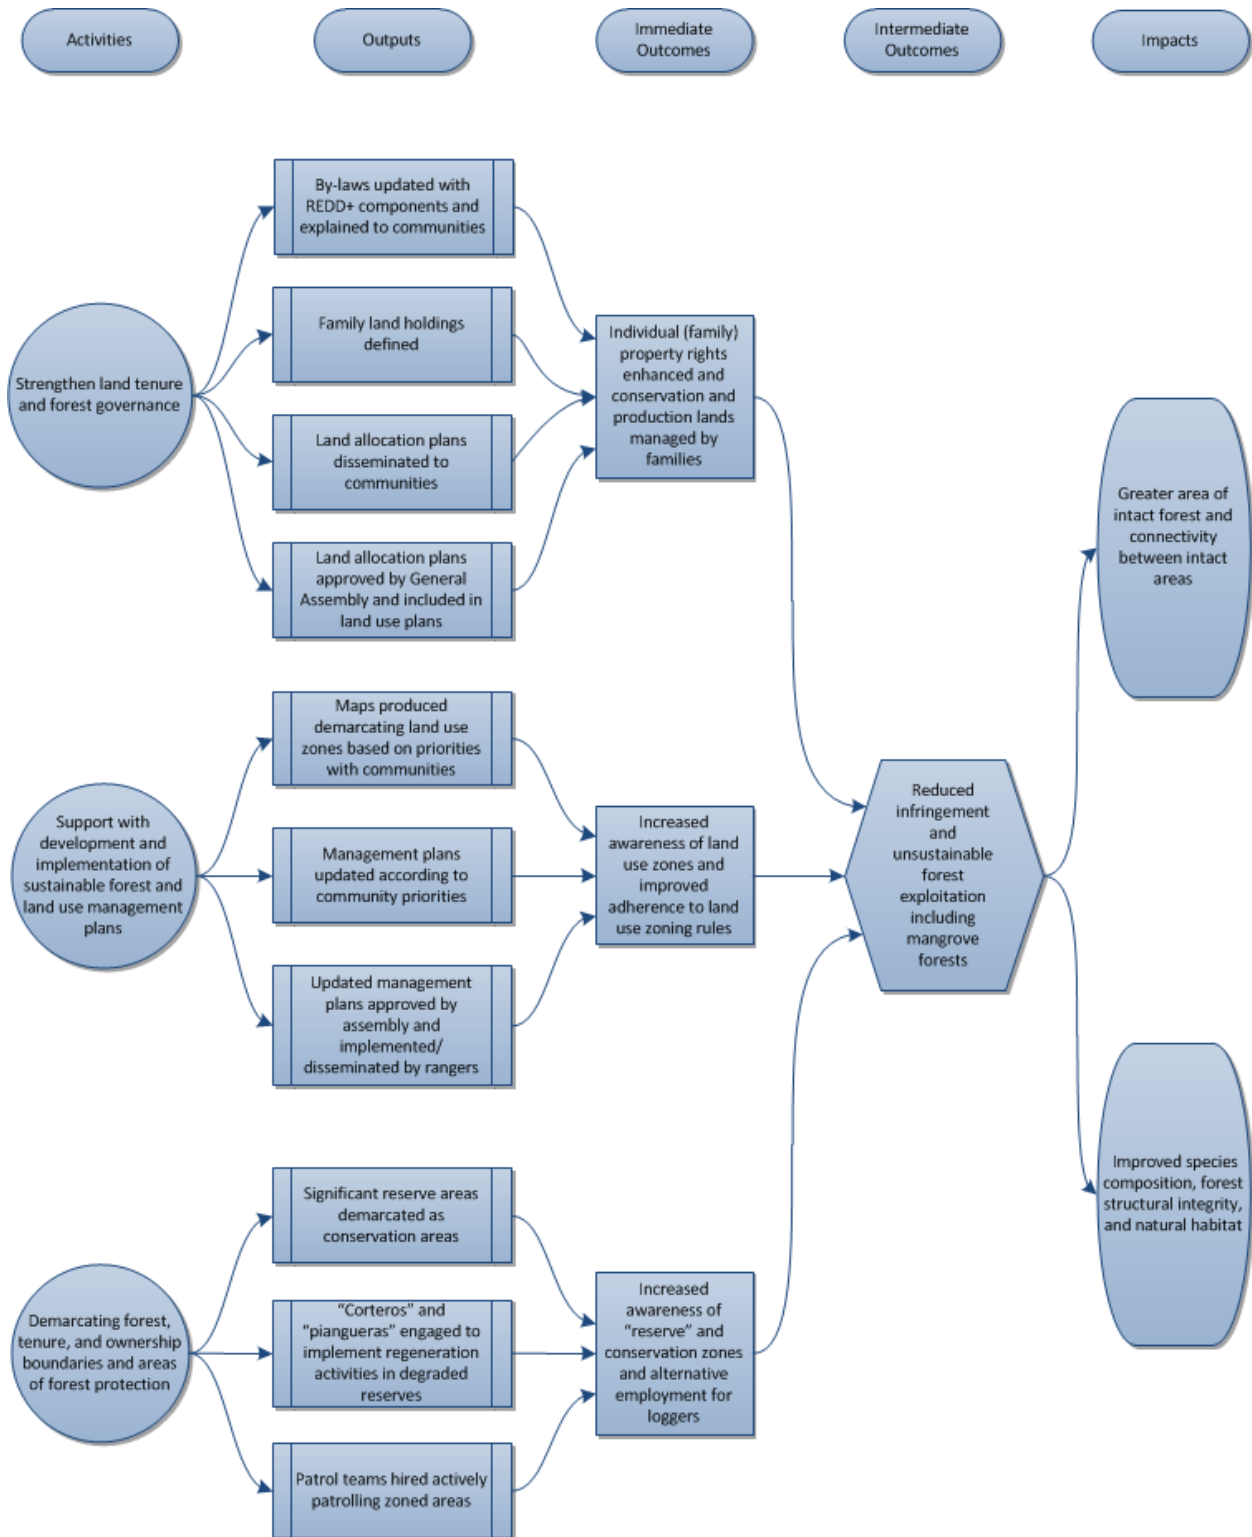 Activities
Outputs
Immediate
Outcomes
Intermediate
Outcomes
Impacts
Strengthen land tenure
and forest governance
By-laws updated with
REDD+ components and
explained to communities
Family land holdings
defined
Land allocation plans
disseminated to
communities
Land allocation plans
approved by General
Assembly and included in
land use plans
Individual (family)
property rights
enhanced and
conservation and
production lands
managed by
families
Support with
development and
implementation of
sustainable forest and
land use management
plans
Maps produced
demarcating land use
zones based on priorities
with communities
Management plans
updated according to
community priorities
Updated management
plans approved by
assembly and
implemented/
disseminated by rangers
Increased
awareness of land
use zones and
improved
adherence to land
use zoning rules
Demarcating forest,
tenure, and ownership
boundaries and areas
of forest protection
Significant reserve areas
demarcated as
conservation areas
“Corteros” and
“piangueras” engaged to
implement regeneration
activities in degraded
reserves
Patrol teams hired actively
patrolling zoned areas
Increased
awareness of
“reserve” and
conservation zones
and alternative
employment for
loggers
Reduced
infringement
and
unsustainable
forest
exploitation
including
mangrove
forests
Greater area of
intact forest and
connectivity
between intact
areas
Improved species
composition, forest
structural integrity,
and natural habitat